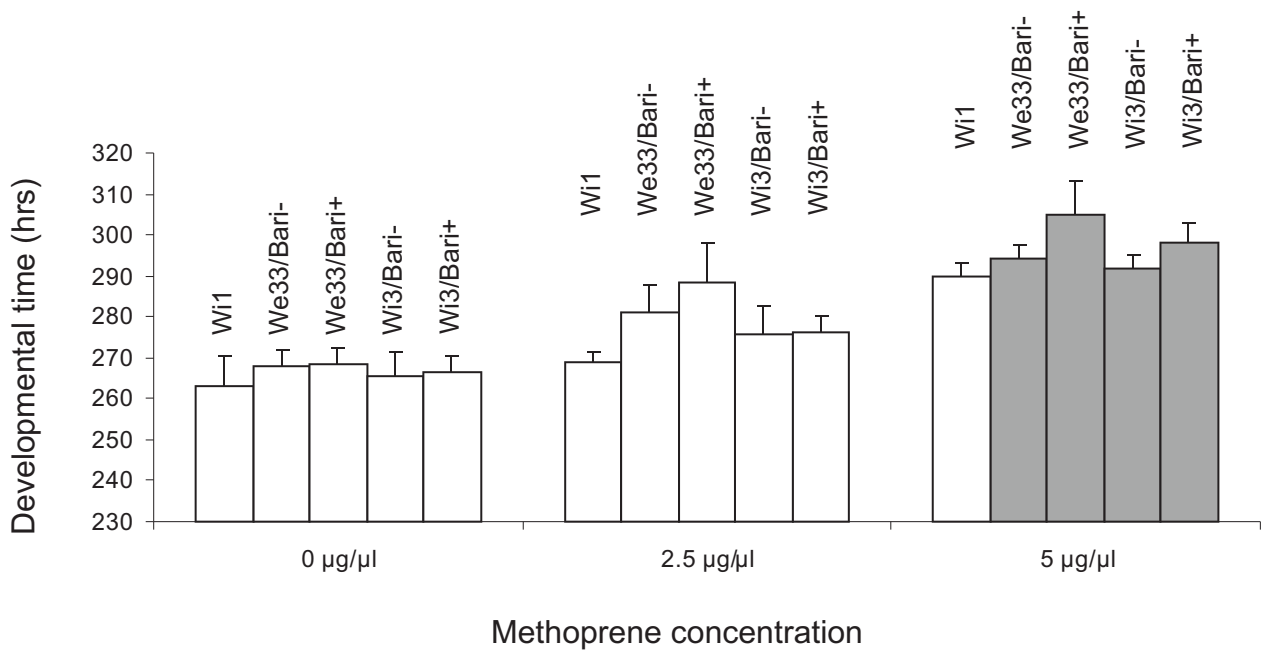 Developmental time (hrs)
320
310
300
290
280
270
260
250
240
230
Wi1
We33/Bari-
We33/Bari+
Wi3/Bari-
Wi3/Bari+
Wi1
We33/Bari-
We33/Bari+
Wi3/Bari-
Wi3/Bari+
Wi1
We33/Bari-
We33/Bari+
Wi3/Bari-
Wi3/Bari+
0 µg/µl
2.5 µg/µl
5 µg/µl
Methoprene concentration